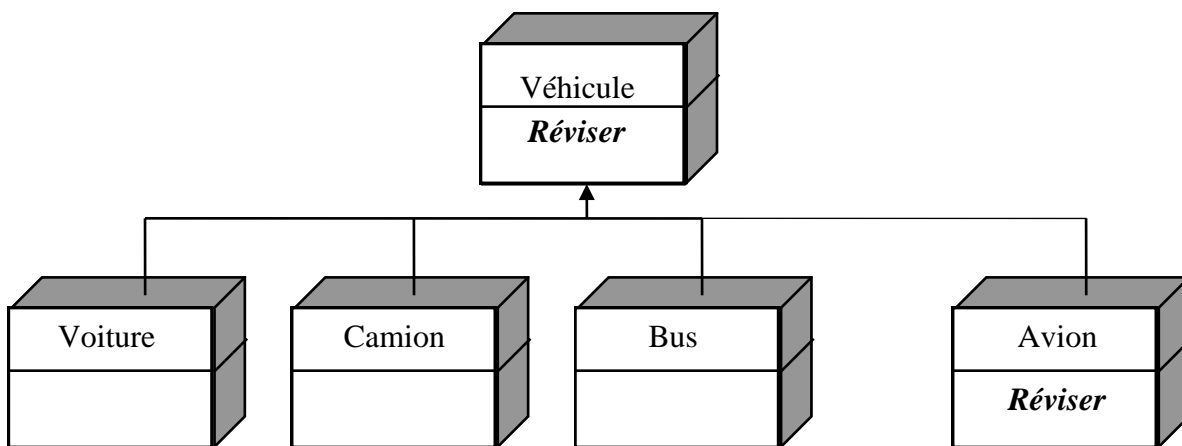 Véhicule
Réviser
Voiture
Camion
Bus
Avion
Réviser